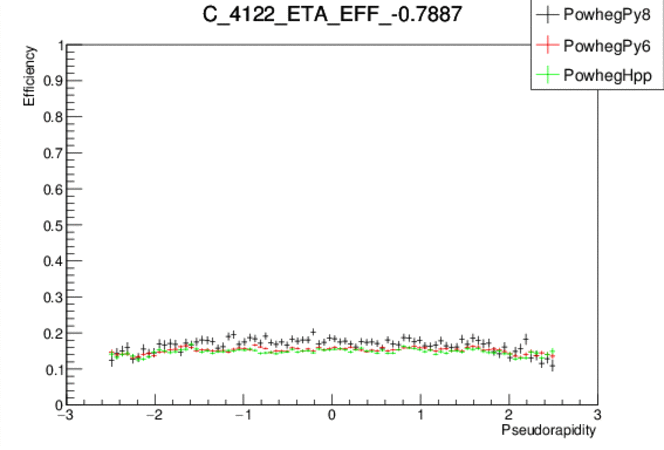 C_4122_ETA_EFF_-0.7887
PowhegPy8
PowhegPy6
PowhegHpp
Efficiency
1
0.9
0.8
0.7
0.6
0.5
0.4
0.3
0.2
0.1
0
−3 −2 −1 0 1 2 3
Pseudorapidity